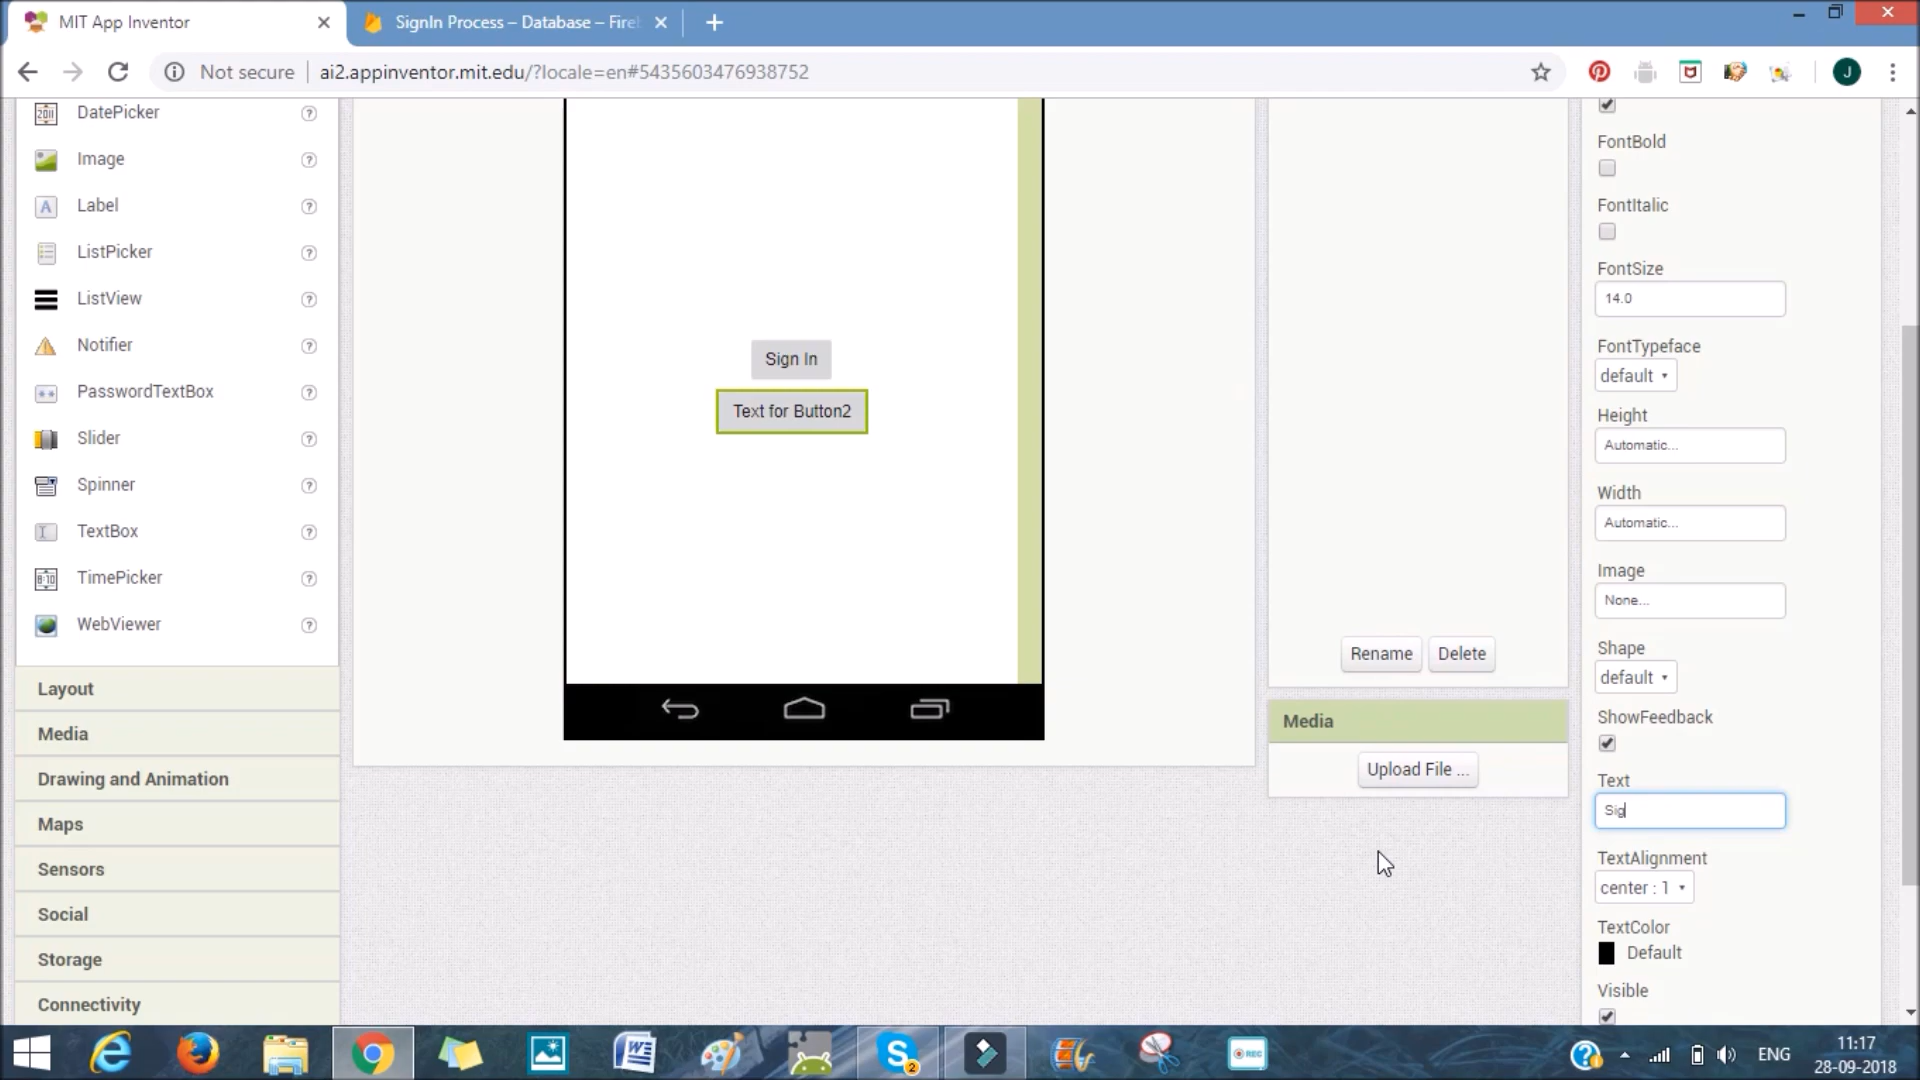 MIT App Inventor
SignIn Process – Database – Fire
Not secure
ai2.appinventor.mit.edu/?locale=en#5435603476938752
J
DatePicker
?
Image
?
Label
?
ListPicker
?
ListView
?
Notifier
?
PasswordTextBox
?
Slider
?
Spinner
?
TextBox
?
TimePicker
?
WebViewer
?
Layout
Media
Drawing and Animation
Maps
Sensors
Social
Storage
Connectivity
Sign In
Text for Button2
Rename
Delete
Media
Upload File ...
FontBold
FontItalic
FontSize
14.0
FontTypeface
default
Height
Automatic...
Width
Automatic...
Image
None...
Shape
default
ShowFeedback
Text
Sig
TextAlignment
center : 1
TextColor
Default
Visible
2
REC
ENG
11:17
28-09-2018